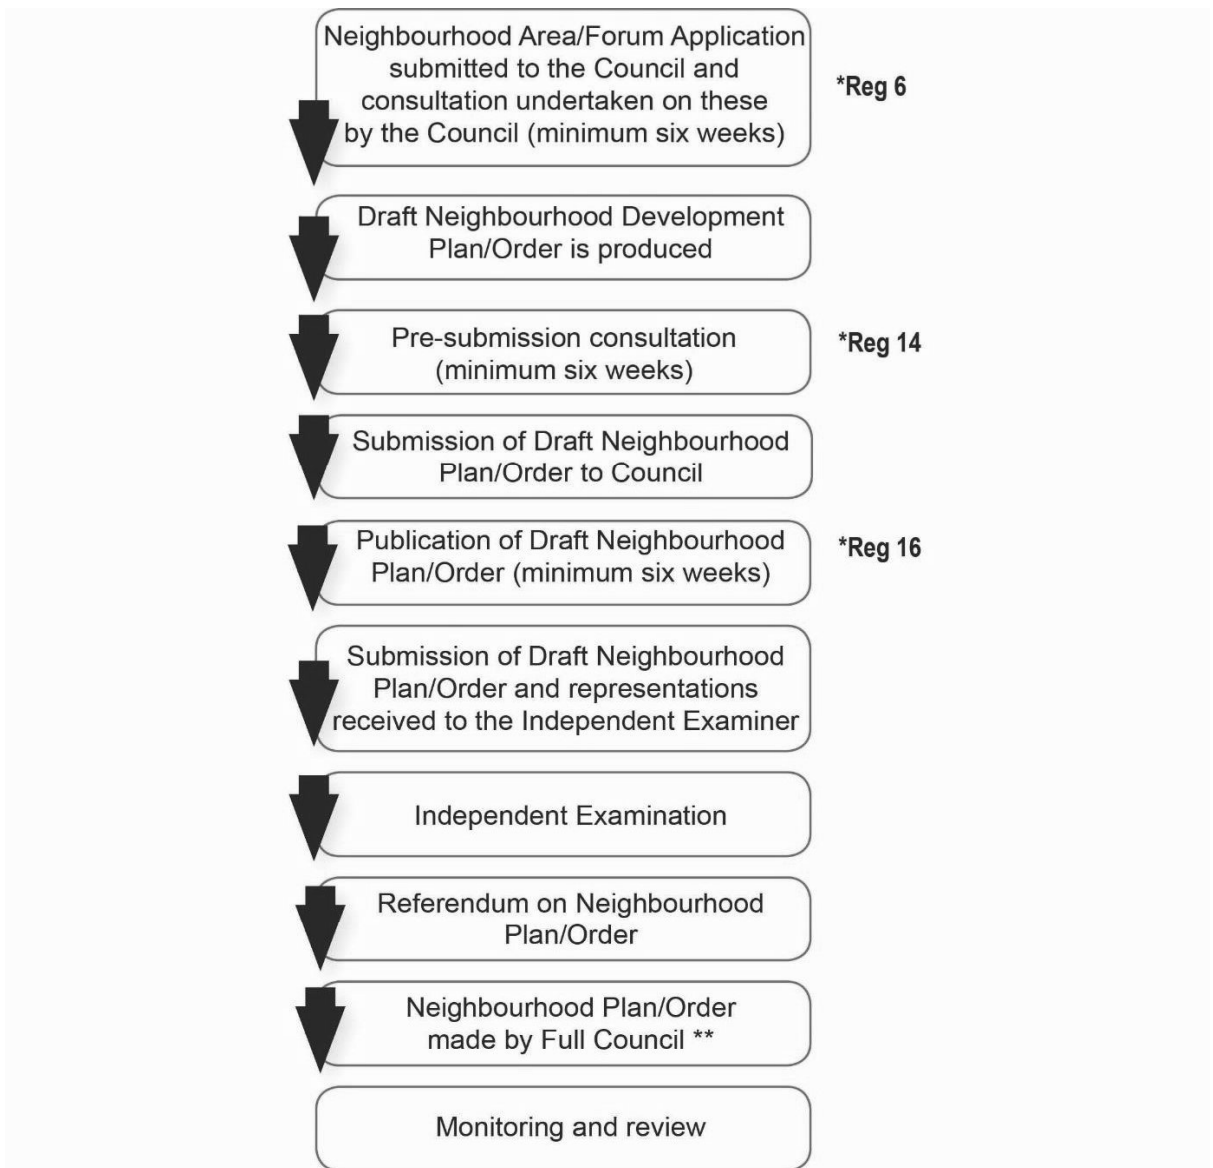 Neighbourhood Area/Forum Application
submitted to the Council and
consultation undertaken on these
by the Council (minimum six weeks)
*Reg 6
Draft Neighbourhood Development
Plan/Order is produced
Pre-submission consultation
(minimum six weeks)
*Reg 14
Submission of Draft Neighbourhood
Plan/Order to Council
Publication of Draft Neighbourhood
Plan/Order (minimum six weeks)
*Reg 16
Submission of Draft Neighbourhood
Plan/Order and representations
received to the Independent Examiner
Independent Examination
Referendum on Neighbourhood
Plan/Order
Neighbourhood Plan/Order
made by Full Council **
Monitoring and review